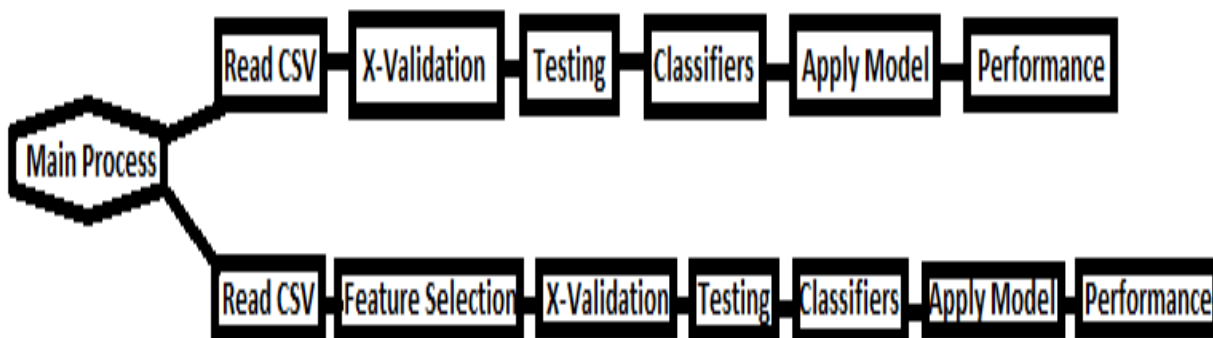 Read CSV
X-Validation
Testing
Classifiers
Apply Model
Performance
Main Process
Read CSV
Feature Selection
X-Validation
Testing
Classifiers
Apply Model
Performance